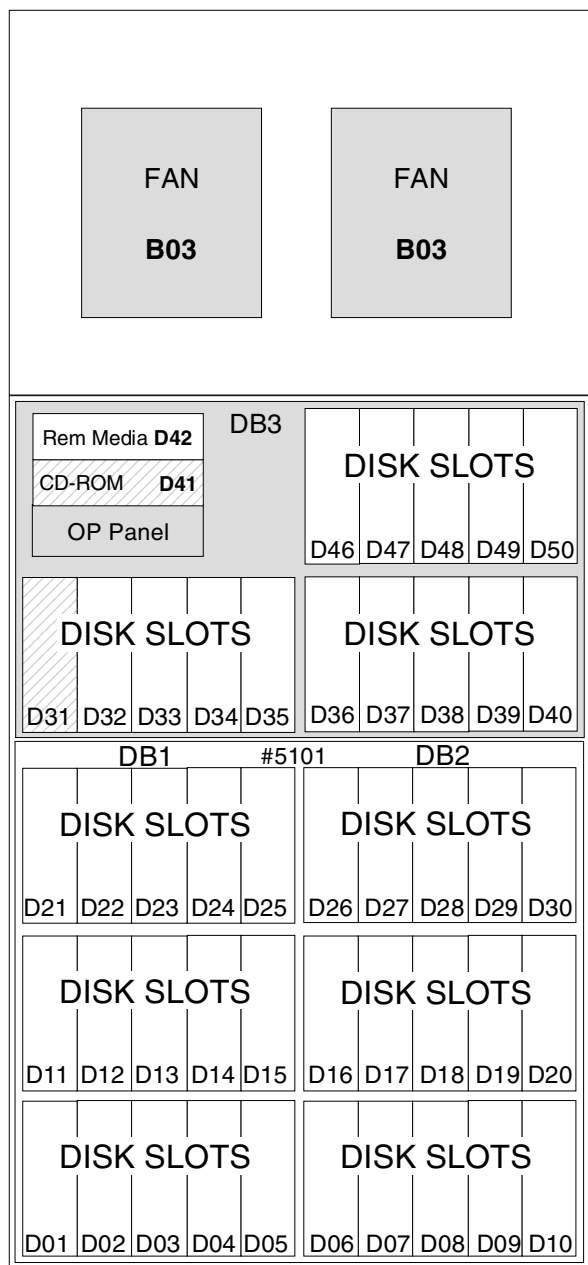 FAN FAN
B03 B03
DB3
Rem Media D42
CD-ROM D41
OP Panel
DISK SLOTS
D46 D47 D48 D49 D50
DISK SLOTS DISK SLOTS
D31 D32 D33 D34 D35 D36 D37 D38 D39 D40
DB1 #5101 DB2
DISK SLOTS DISK SLOTS
D21 D22 D23 D24 D25 D26 D27 D28 D29 D30
DISK SLOTS DISK SLOTS
D11 D12 D13 D14 D15 D16 D17 D18 D19 D20
DISK SLOTS DISK SLOTS
D01 D02 D03 D04 D05 D06 D07 D08 D09 D10